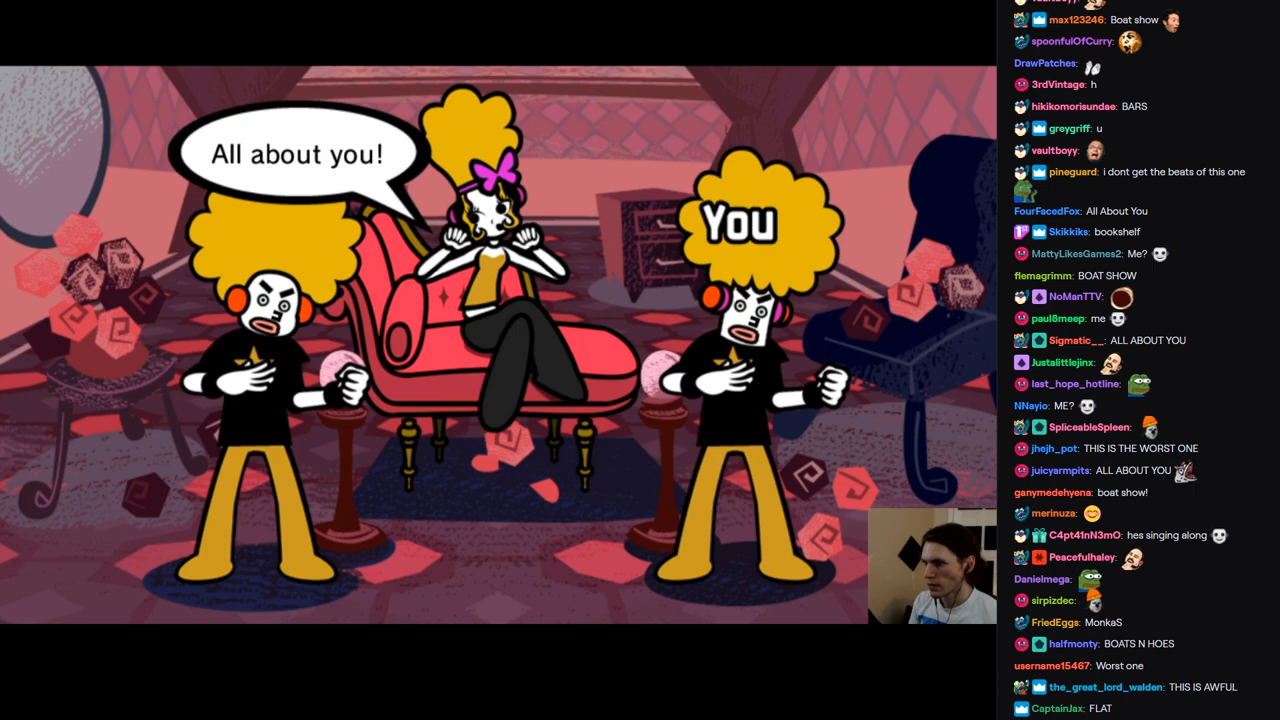 All about you!
You
vaultboyy:
max123246: Boat show
spoonfulOfCurry:
DrawPatches:
3rdVintage: h
hikikomorisundae: BARS
greygriff: u
vaultboyy:
pineguard: i dont get the beats of this one
FourFacedFox: All About You
Skikkiks: bookshelf
MattyLikesGames2: Me?
flemagrimm: BOAT SHOW
NoManTTV:
paul8meep: me
Sigmatic__: ALL ABOUT YOU
Justalittlejinx:
last_hope_hotline:
NNayio: ME?
SpliceableSpleen:
jhejh_pot: THIS IS THE WORST ONE
juicyarmpits: ALL ABOUT YOU
ganymedehyena: boat show!
merinuza:
C4pt41nN3mO: hes singing along
Peacefulhaley:
Danielmega:
sirpizdec:
FriedEggs: MonkaS
halfmonty: BOATS N HOES
username15467: Worst one
the_great_lord_walden: THIS IS AWFUL
CaptainJax: FLAT